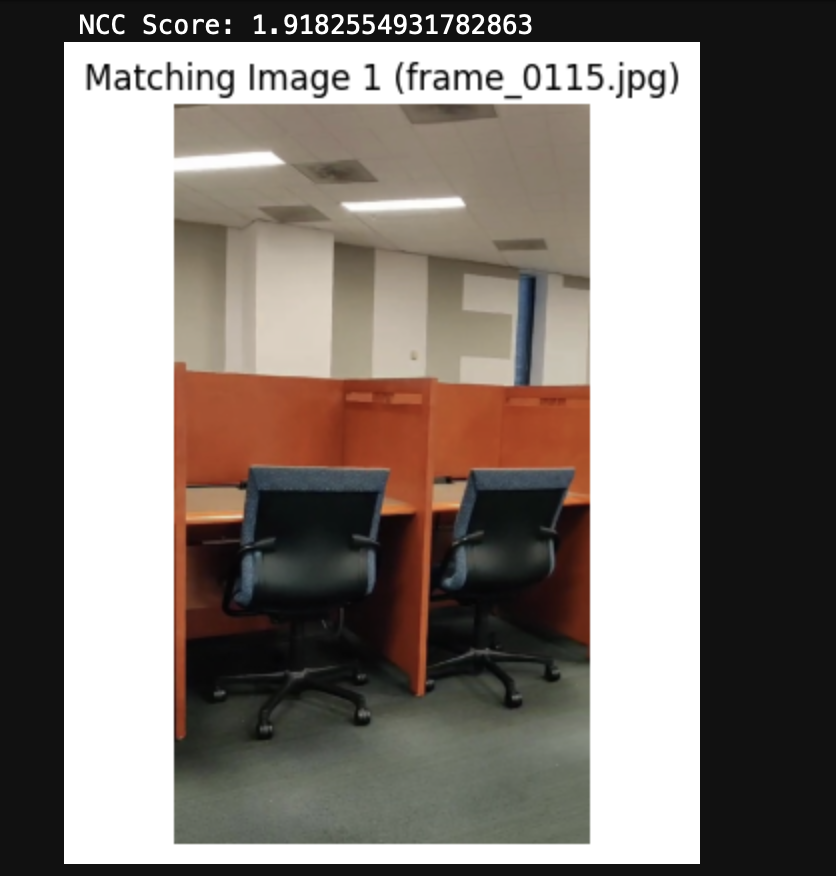 NCC Score: 1.9182554931782863
Matching Image 1 (frame_0115.jpg)